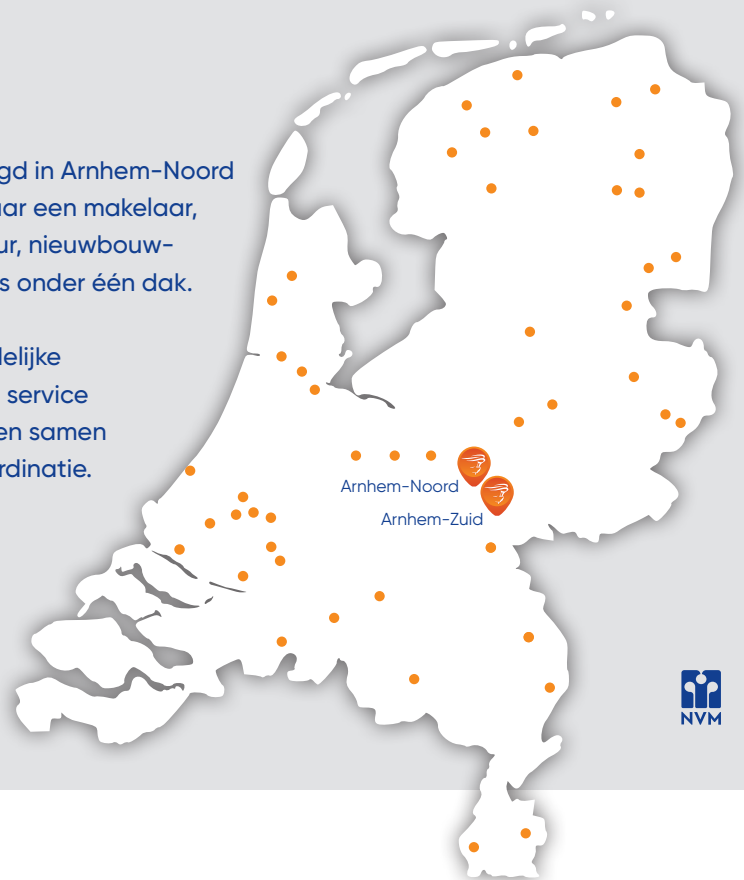 gd in Arnhem-Noord
ar een makelaar,
ur, nieuwbouw-
s onder één dak.
elijke
service
en samen
rdinatie.
Arnhem-Noord
Arnhem-Zuid
NVM